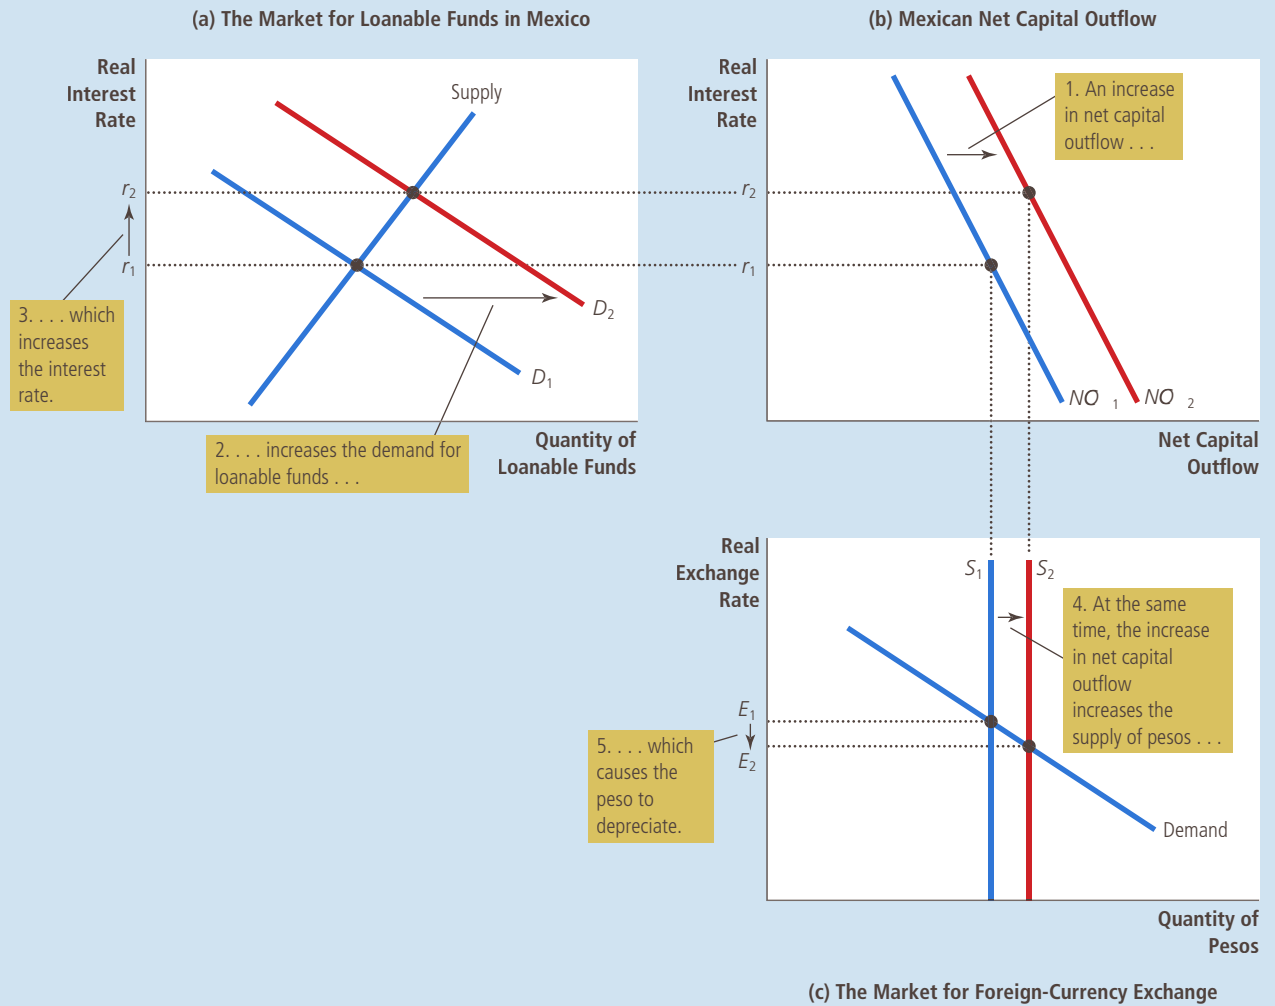 (a) The Market for Loanable Funds in Mexico
Real
Interest
Rate
Supply
r2
r1
D2
D1
3. . . . which
increases
the interest
rate.
2. . . . increases the demand for
loanable funds . . .
Quantity of
Loanable Funds
(b) Mexican Net Capital Outflow
Real
Interest
Rate
1. An increase
in net capital
outflow . . .
r2
r1
NO 1
NO 2
Net Capital
Outflow
Real
Exchange
Rate
S1
S2
4. At the same
time, the increase
in net capital
outflow
increases the
supply of pesos . . .
E1
E2
5. . . . which
causes the
peso to
depreciate.
Demand
Quantity of
Pesos
(c) The Market for Foreign-Currency Exchange